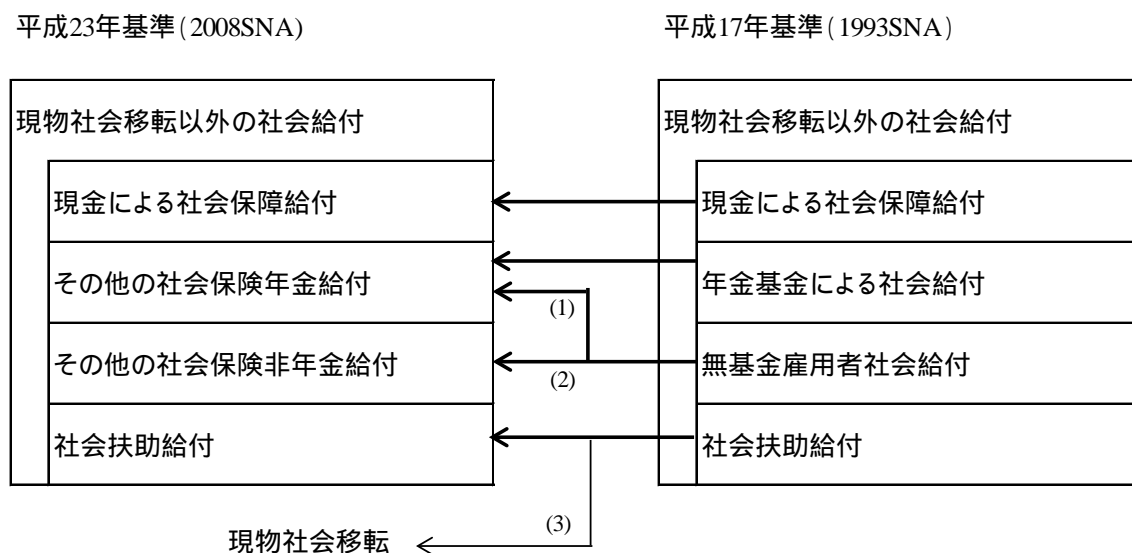 平成23年基準(2008SNA)
平成17年基準(1993SNA)
現物社会移転以外の社会給付
現物社会移転以外の社会給付
現金による社会保障給付
現金による社会保障給付
その他の社会保険年金給付
年金基金による社会給付
(1)
その他の社会保険非年金給付
無基金雇用者社会給付
(2)
社会扶助給付
社会扶助給付
(3)
現物社会移転